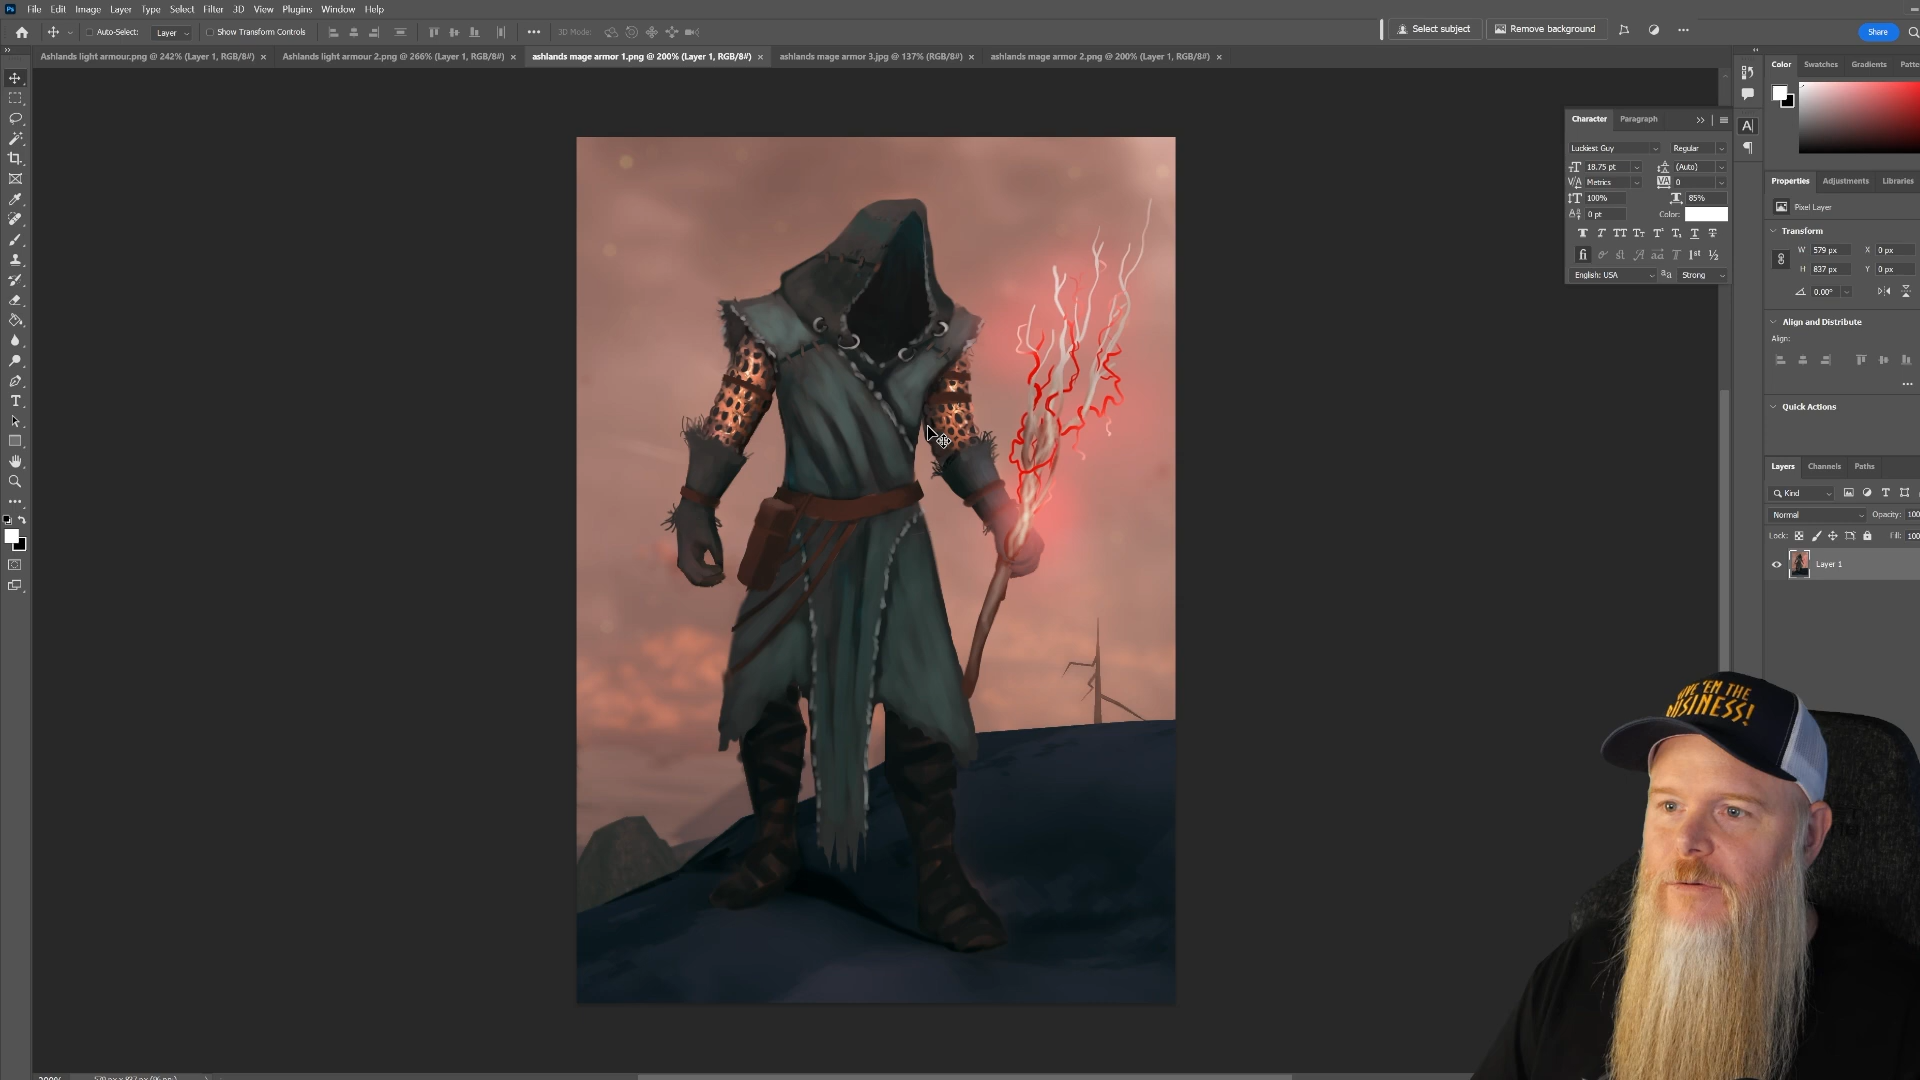 Ps File Edit Image Layer Type Select Filter 3D View Plugins Window Help
Auto-Select: Layer Show Transform Controls 3D Mode: Select subject Remove background Share
Ashlands light armour.png @ 242% (Layer 1, RGB/8#) × Ashlands light armour 2.png @ 266% (Layer 1, RGB/8#) × ashlands mage armor 1.png @ 200% (Layer 1, RGB/8#) × ashlands mage armor 3.jpg @ 137% (RGB/8#) × ashlands mage armor 2.png @ 200% (Layer 1, RGB/8#) ×
Color Swatches Gradients Patte
Character Paragraph
Luckiest Guy Regular
18.75 pt (Auto)
Metrics 0
100% 85%
0 pt Color:
English: USA Strong
Properties Adjustments Libraries
Pixel Layer
Transform
W 579 px X 0 px
H 837 px Y 0 px
0.00°
Align and Distribute
Align:
Quick Actions
Layers Channels Paths
Kind
Normal Opacity: 100
Lock: Fill: 100
Layer 1
'EM THE
BUSINESS!